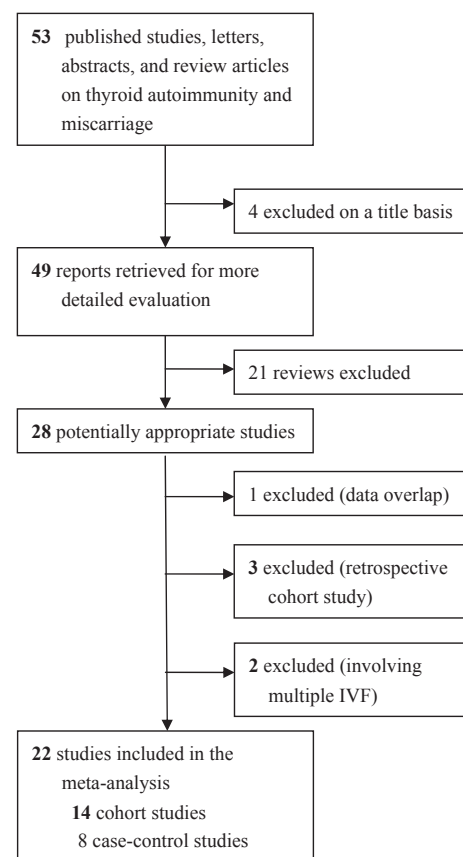 53 published studies, letters,
abstracts, and review articles
on thyroid autoimmunity and
miscarriage
4 excluded on a title basis
49 reports retrieved for more
detailed evaluation
21 reviews excluded
28 potentially appropriate studies
1 excluded (data overlap)
3 excluded (retrospective
cohort study)
2 excluded (involving
multiple IVF)
22 studies included in the
meta-analysis
14 cohort studies
8 case-control studies